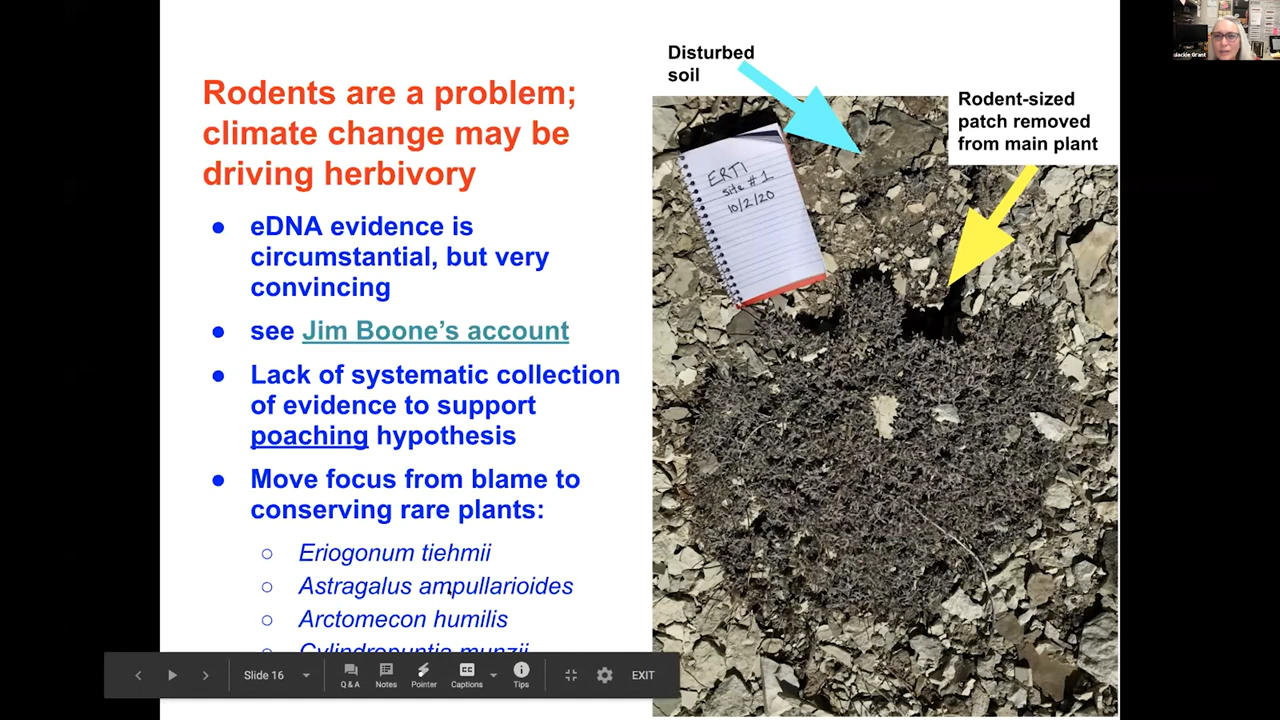 Rodents are a problem;
climate change may be
driving herbivory
● eDNA evidence is
circumstantial, but very
convincing
● see Jim Boone’s account
● Lack of systematic collection
of evidence to support
poaching hypothesis
● Move focus from blame to
conserving rare plants:
○ Eriogonum tiehmii
○ Astragalus ampullarioides
○ Arctomecon humilis
○ Cylindropuntia munzii
Disturbed
soil
Rodent-sized
patch removed
from main plant
ERTI
Site #1
10/2/20
Jackie Grant
Slide 16
Q & A
Notes
Pointer
CC
Captions
Tips
EXIT